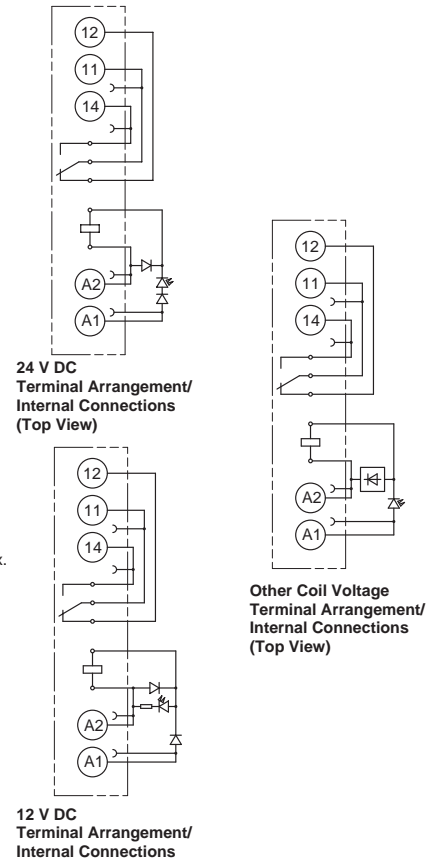 12
11
14
A2
A1
24 V DC
Terminal Arrangement/
Internal Connections
(Top View)
12
11
14
A2
A1
Other Coil Voltage
Terminal Arrangement/
Internal Connections
(Top View)
x.
12
11
14
A2
A1
12 V DC
Terminal Arrangement/
Internal Connections